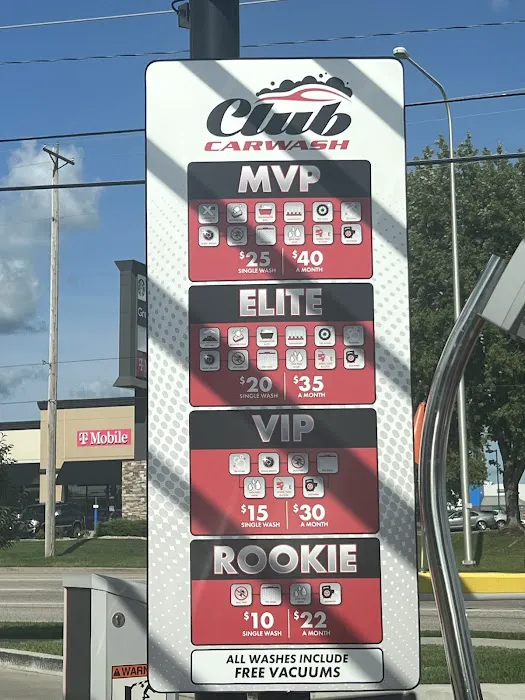 Club
CARWASH
MVP
$25 $40
SINGLE WASH A MONTH
ELITE
$20 $35
SINGLE WASH A MONTH
VIP
$15 $30
SINGLE WASH A MONTH
ROOKIE
$10 $22
SINGLE WASH A MONTH
ALL WASHES INCLUDE
FREE VACUUMS
T Mobile
WARN